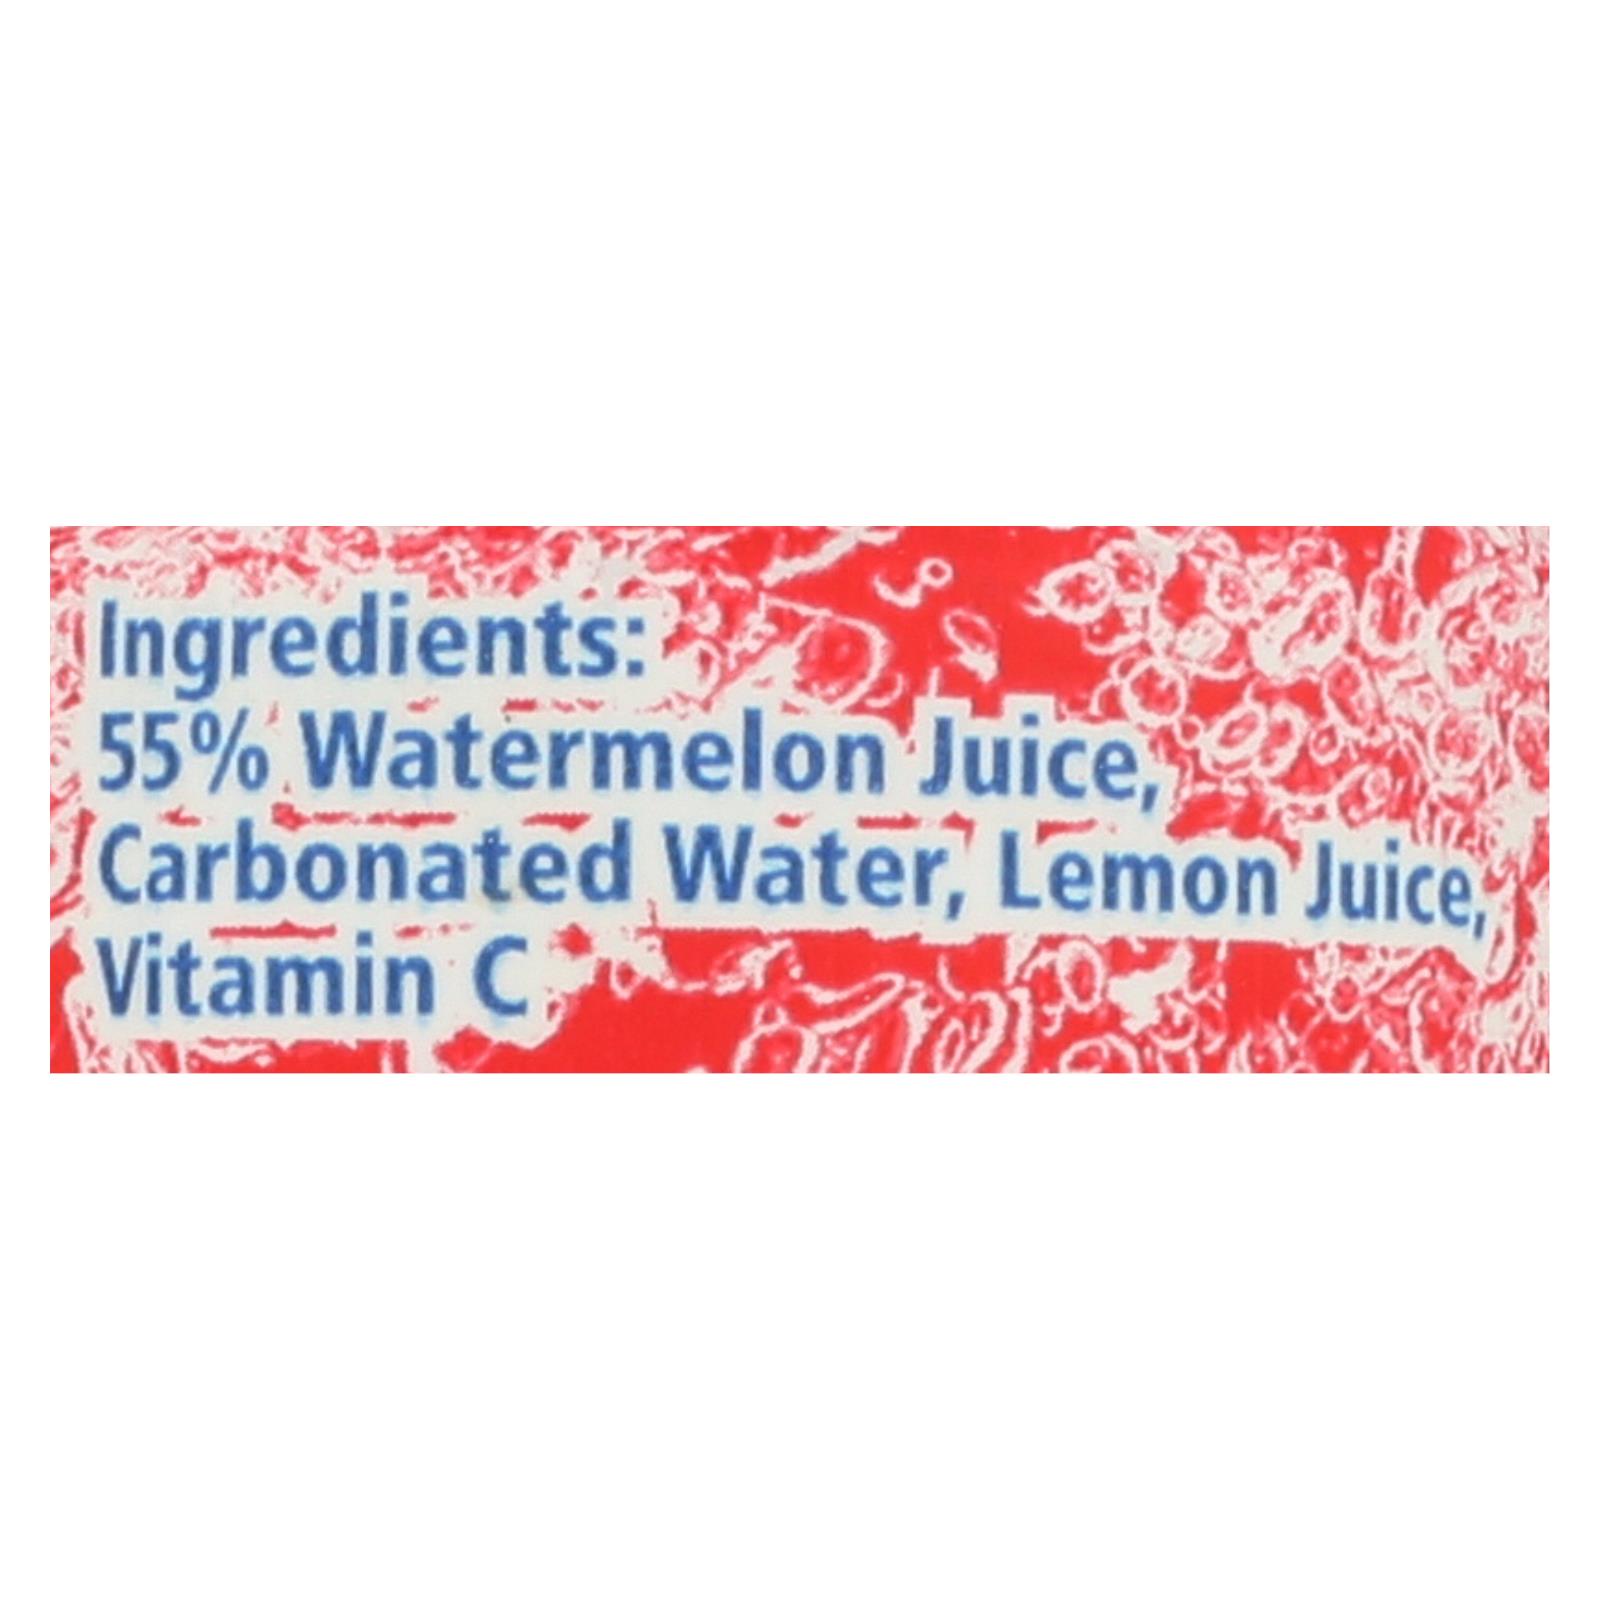 Ingredients:
55% Watermelon Juice,
Carbonated Water, Lemon Juice,
Vitamin C